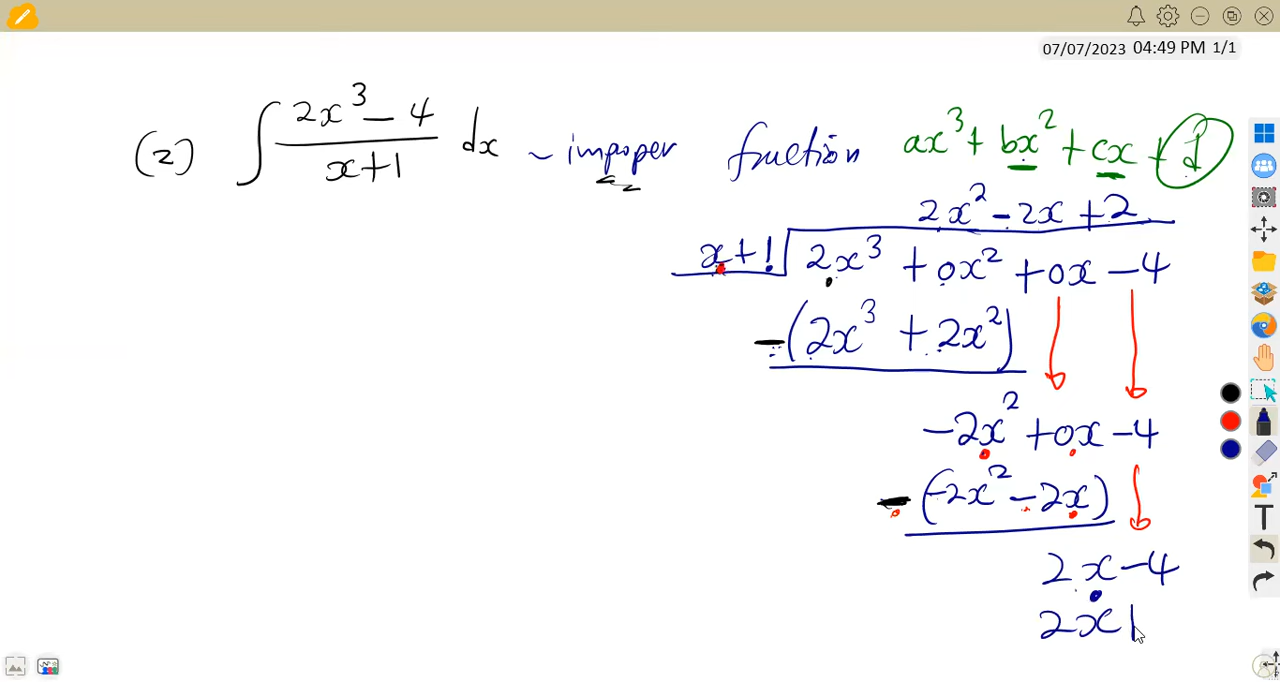 07/07/2023 04:49 PM 1/1
(2) ∫ (2x³ - 4)/(x+1) dx ~ improper fraction ax³ + bx² + cx + 1
2x² - 2x + 2
x+1 2x³ + 0x² + 0x - 4
-(2x³ + 2x²)
-2x² + 0x - 4
-(-2x² - 2x)
2x - 4
2x